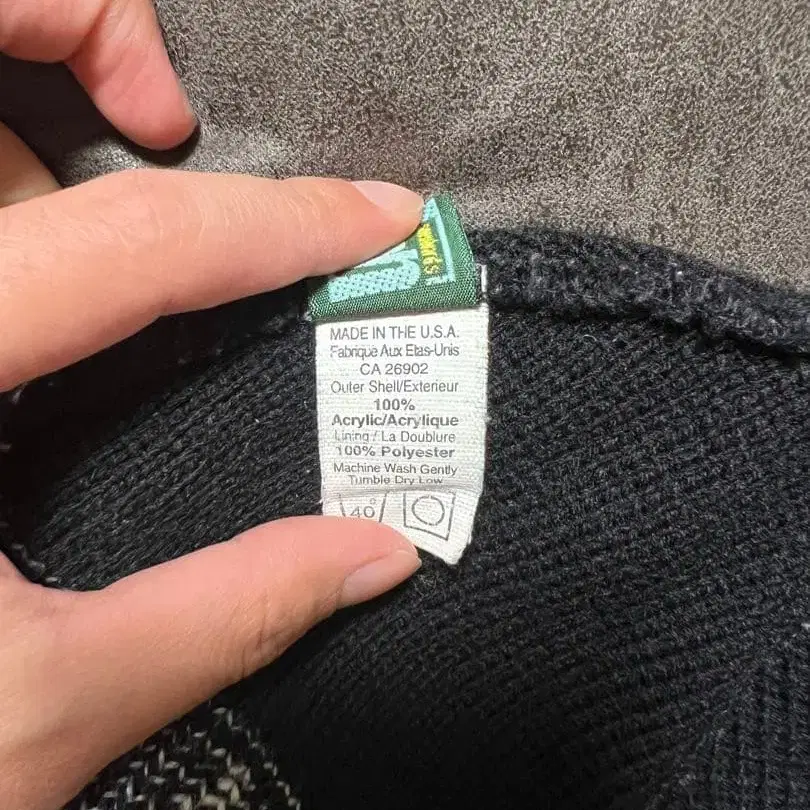 MADE IN THE U.S.A.
Fabrique Aux Etas-Unis
CA 26902
Outer Shell/Exterieur
100%
Acrylic/Acrylique
Lining / La Doublure
100% Polyester
Machine Wash Gently
Tumble Dry Low
40°